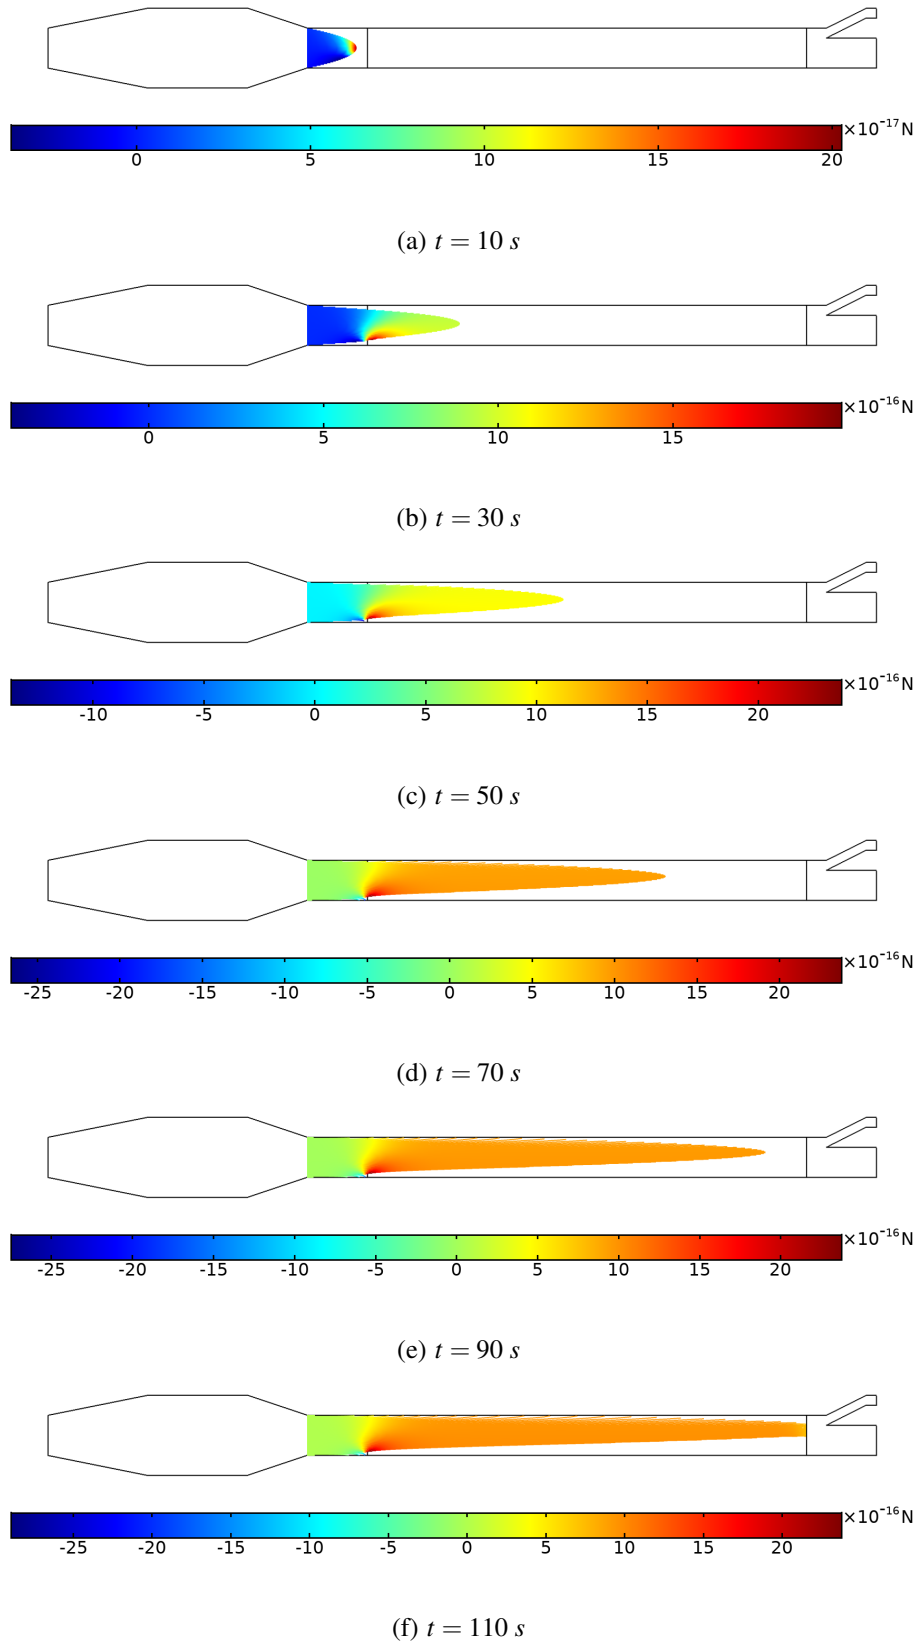 ×10⁻¹⁷N
0 5 10 15 20
(a) t = 10 s
×10⁻¹⁶N
0 5 10 15
(b) t = 30 s
×10⁻¹⁶N
-10 -5 0 5 10 15 20
(c) t = 50 s
×10⁻¹⁶N
-25 -20 -15 -10 -5 0 5 10 15 20
(d) t = 70 s
×10⁻¹⁶N
-25 -20 -15 -10 -5 0 5 10 15 20
(e) t = 90 s
×10⁻¹⁶N
-25 -20 -15 -10 -5 0 5 10 15 20
(f) t = 110 s